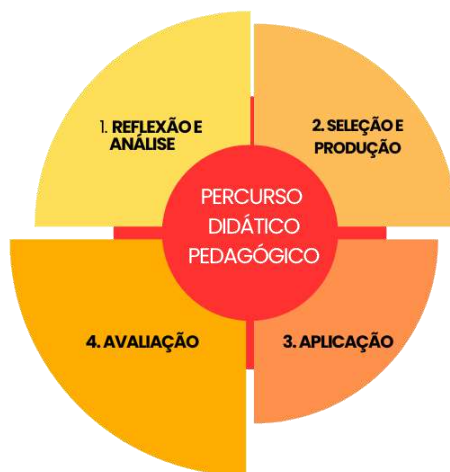 1. REFLEXÃO E
ANÁLISE
2. SELEÇÃO E
PRODUÇÃO
PERCURSO
DIDÁTICO
PEDAGÓGICO
4. AVALIAÇÃO
3. APLICAÇÃO